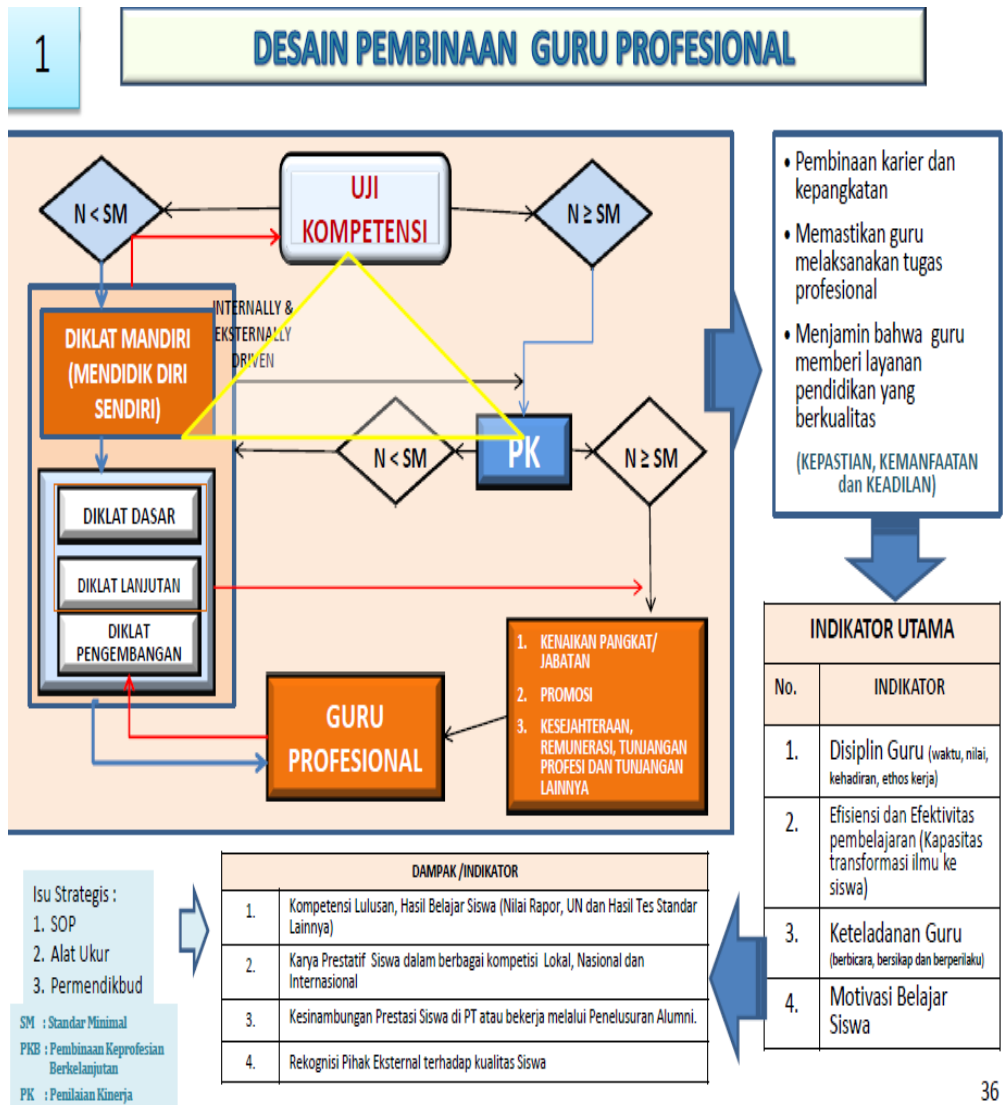 1
DESAIN PEMBINAAN GURU PROFESIONAL
N < SM
UJI
KOMPETENSI
N ≥ SM
DIKLAT MANDIRI
(MENDIDIK DIRI
SENDIRI)
INTERNALLY &
EKSTERNALLY
DRIVEN
N < SM
PK
N ≥ SM
DIKLAT DASAR
DIKLAT LANJUTAN
DIKLAT
PENGEMBANGAN
GURU
PROFESIONAL
1. KENAIKAN PANGKAT/
JABATAN
2. PROMOSI
3. KESEJAHTERAAN,
REMUNERASI, TUNJANGAN
PROFESI DAN TUNJANGAN
LAINNYA
• Pembinaan karier dan
kepangkatan
• Memastikan guru
melaksanakan tugas
profesional
• Menjamin bahwa guru
memberi layanan
pendidikan yang
berkualitas
(KEPASTIAN, KEMANFAATAN
dan KEADILAN)
INDIKATOR UTAMA
No. INDIKATOR
1. Disiplin Guru (waktu, nilai,
kehadiran, ethos kerja)
2. Efisiensi dan Efektivitas
pembelajaran (Kapasitas
transformasi ilmu ke
siswa)
3. Keteladanan Guru
(berbicara, bersikap dan berperilaku)
4. Motivasi Belajar
Siswa
DAMPAK /INDIKATOR
1. Kompetensi Lulusan, Hasil Belajar Siswa (Nilai Rapor, UN dan Hasil Tes Standar
Lainnya)
2. Karya Prestatif Siswa dalam berbagai kompetisi Lokal, Nasional dan
Internasional
3. Kesinambungan Prestasi Siswa di PT atau bekerja melalui Penelusuran Alumni.
4. Rekognisi Pihak Eksternal terhadap kualitas Siswa
Isu Strategis :
1. SOP
2. Alat Ukur
3. Permendikbud
SM : Standar Minimal
PKB : Pembinaan Keprofesian
Berkelanjutan
PK : Penilaian Kinerja
36